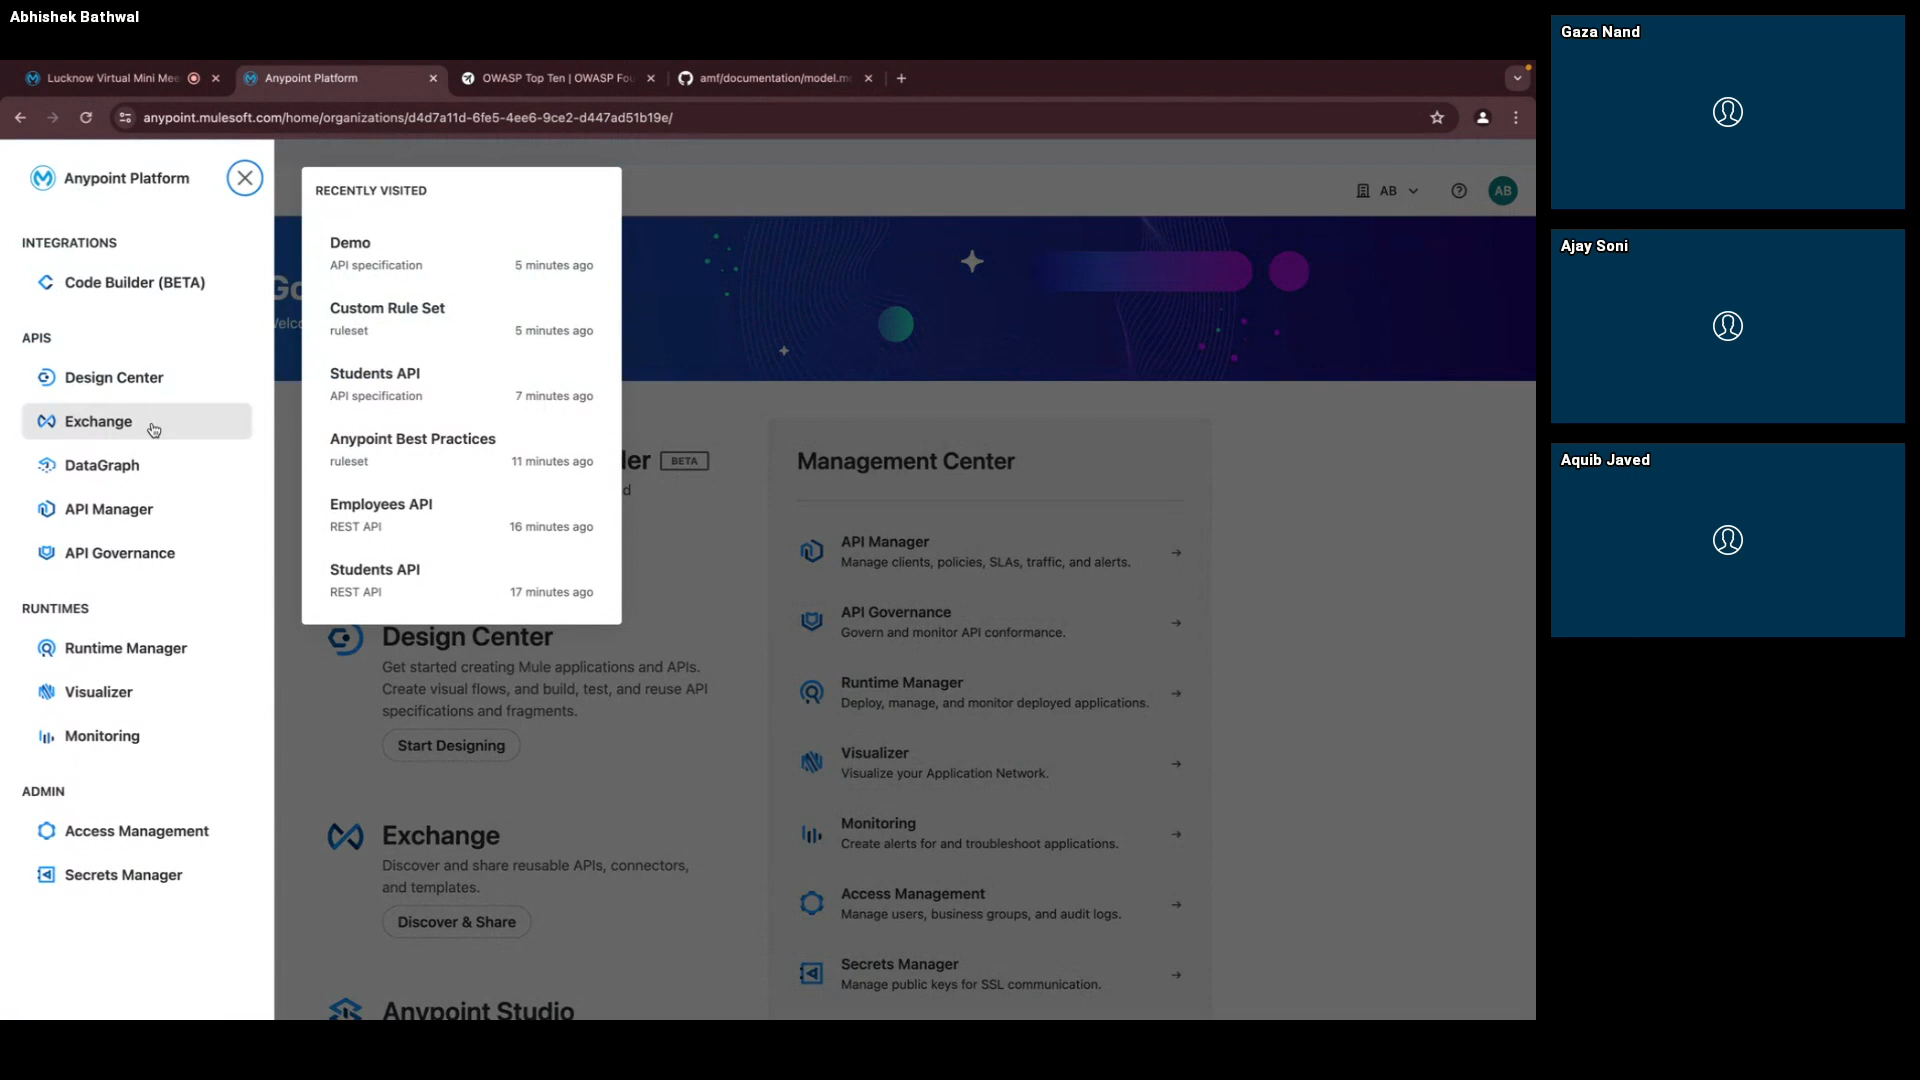 Abhishek Bathwal
Gaza Nand
Ajay Soni
Aquib Javed
Lucknow Virtual Mini Mee
Anypoint Platform
OWASP Top Ten | OWASP Fou
amf/documentation/model.m
anypoint.mulesoft.com/home/organizations/d4d7a11d-6fe5-4ee6-9ce2-d447ad51b19e/
Anypoint Platform
INTEGRATIONS
Code Builder (BETA)
APIS
Design Center
Exchange
DataGraph
API Manager
API Governance
RUNTIMES
Runtime Manager
Visualizer
Monitoring
ADMIN
Access Management
Secrets Manager
RECENTLY VISITED
Demo
API specification 5 minutes ago
Custom Rule Set
ruleset 5 minutes ago
Students API
API specification 7 minutes ago
Anypoint Best Practices
ruleset 11 minutes ago
Employees API
REST API 16 minutes ago
Students API
REST API 17 minutes ago
AB
AB
BETA
Design Center
Get started creating Mule applications and APIs.
Create visual flows, and build, test, and reuse API
specifications and fragments.
Start Designing
Exchange
Discover and share reusable APIs, connectors,
and templates.
Discover & Share
Anypoint Studio
Management Center
API Manager
Manage clients, policies, SLAs, traffic, and alerts.
API Governance
Govern and monitor API conformance.
Runtime Manager
Deploy, manage, and monitor deployed applications.
Visualizer
Visualize your Application Network.
Monitoring
Create alerts for and troubleshoot applications.
Access Management
Manage users, business groups, and audit logs.
Secrets Manager
Manage public keys for SSL communication.